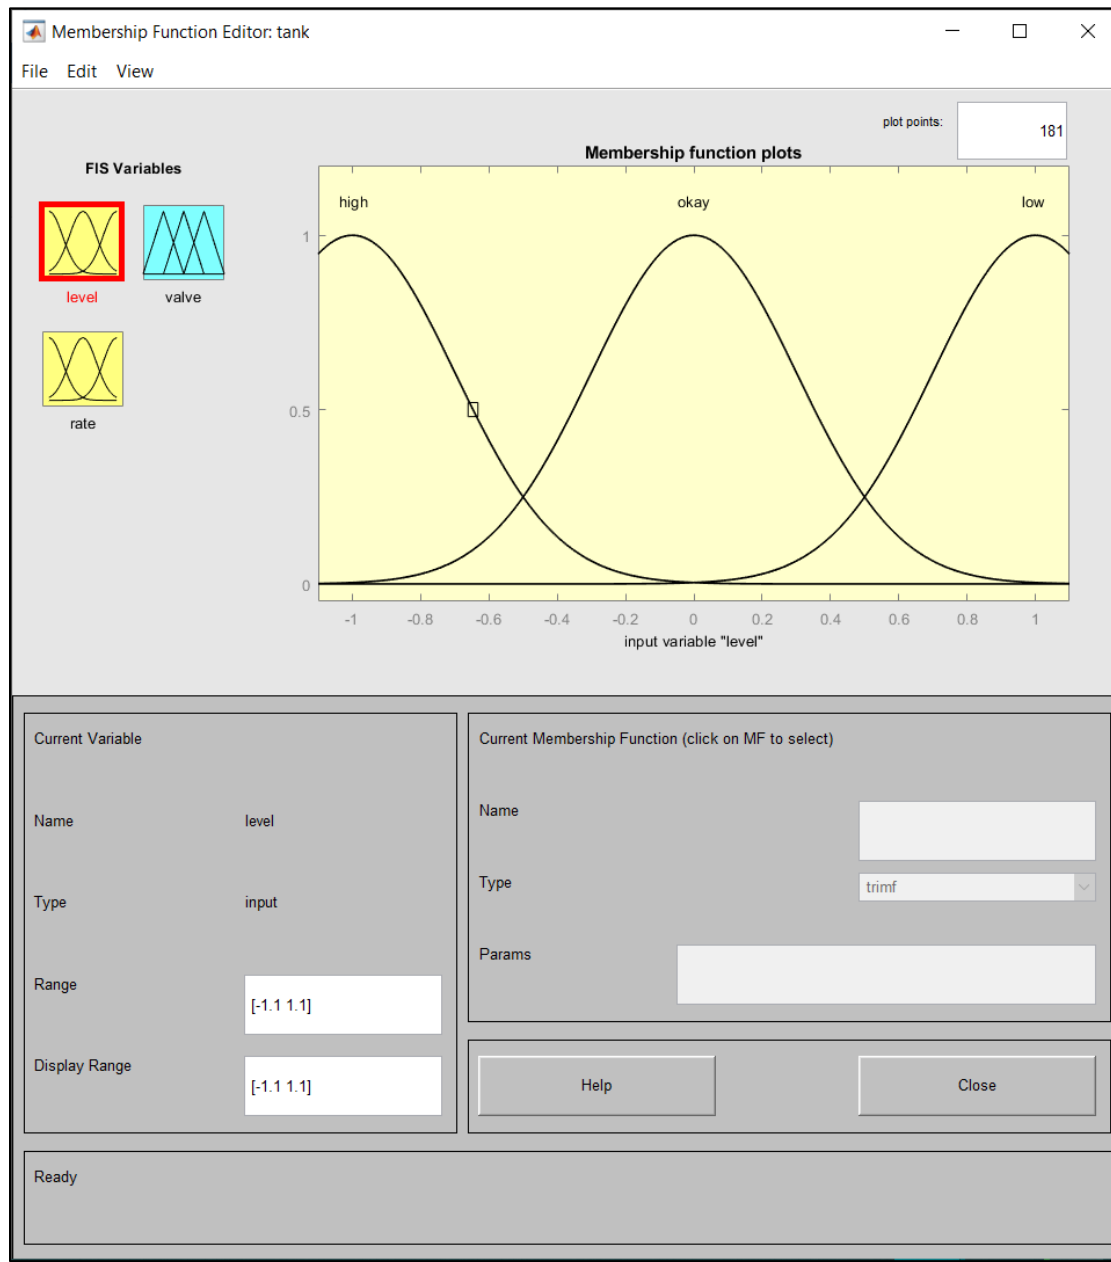 Membership Function Editor: tank
File Edit View
plot points: 181
FIS Variables
Membership function plots
high okay low
level valve
rate
1
0.5
0
-1 -0.8 -0.6 -0.4 -0.2 0 0.2 0.4 0.6 0.8 1
input variable "level"
Current Variable
Name level
Type input
Range [-1.1 1.1]
Display Range [-1.1 1.1]
Current Membership Function (click on MF to select)
Name
Type trimf
Params
Help Close
Ready